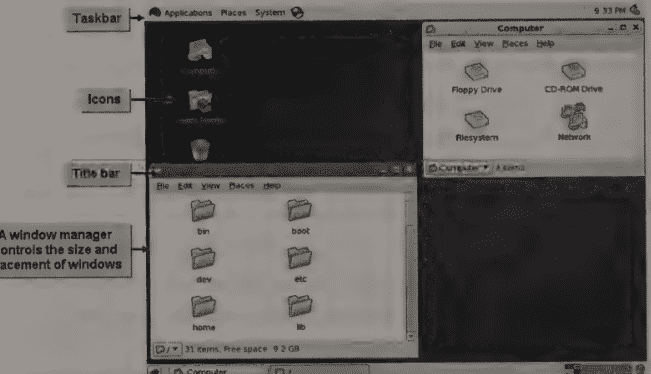 Taskbar
Applications Places System
9 33 PM
Computer
File Edit View Places Help
Icons
Floppy Drive CD-ROM Drive
Filesystem Network
Computer 4 items
Title bar
File Edit View Places Help
bin boot
A window manager
controls the size and
placement of windows
dev etc
home lib
/ 31 items, Free space 9 2 GB
Computer /